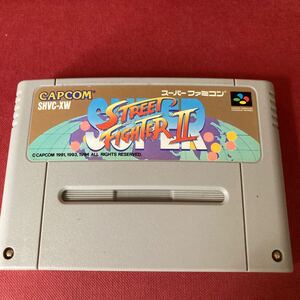 CAPCOM
SHVC-XW
スーパーファミコン
SUPER
STREET
FIGHTER II
©CAPCOM 1991, 1993, 1994 ALL RIGHTS RESERVED.